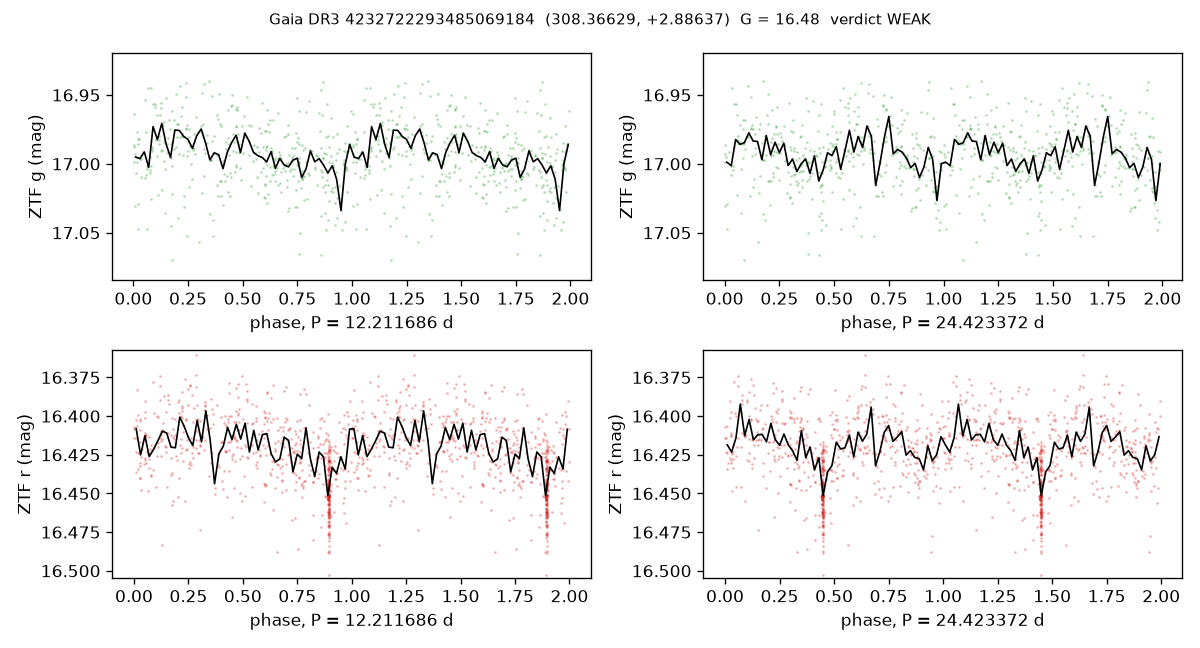 Gaia DR3 4232722293485069184 (308.36629, +2.88637) G = 16.48 verdict WEAK
ZTF g (mag)
16.95
17.00
17.05
0.00 0.25 0.50 0.75 1.00 1.25 1.50 1.75 2.00
phase, P = 12.211686 d
ZTF g (mag)
16.95
17.00
17.05
0.00 0.25 0.50 0.75 1.00 1.25 1.50 1.75 2.00
phase, P = 24.423372 d
ZTF r (mag)
16.375
16.400
16.425
16.450
16.475
16.500
0.00 0.25 0.50 0.75 1.00 1.25 1.50 1.75 2.00
phase, P = 12.211686 d
ZTF r (mag)
16.375
16.400
16.425
16.450
16.475
16.500
0.00 0.25 0.50 0.75 1.00 1.25 1.50 1.75 2.00
phase, P = 24.423372 d